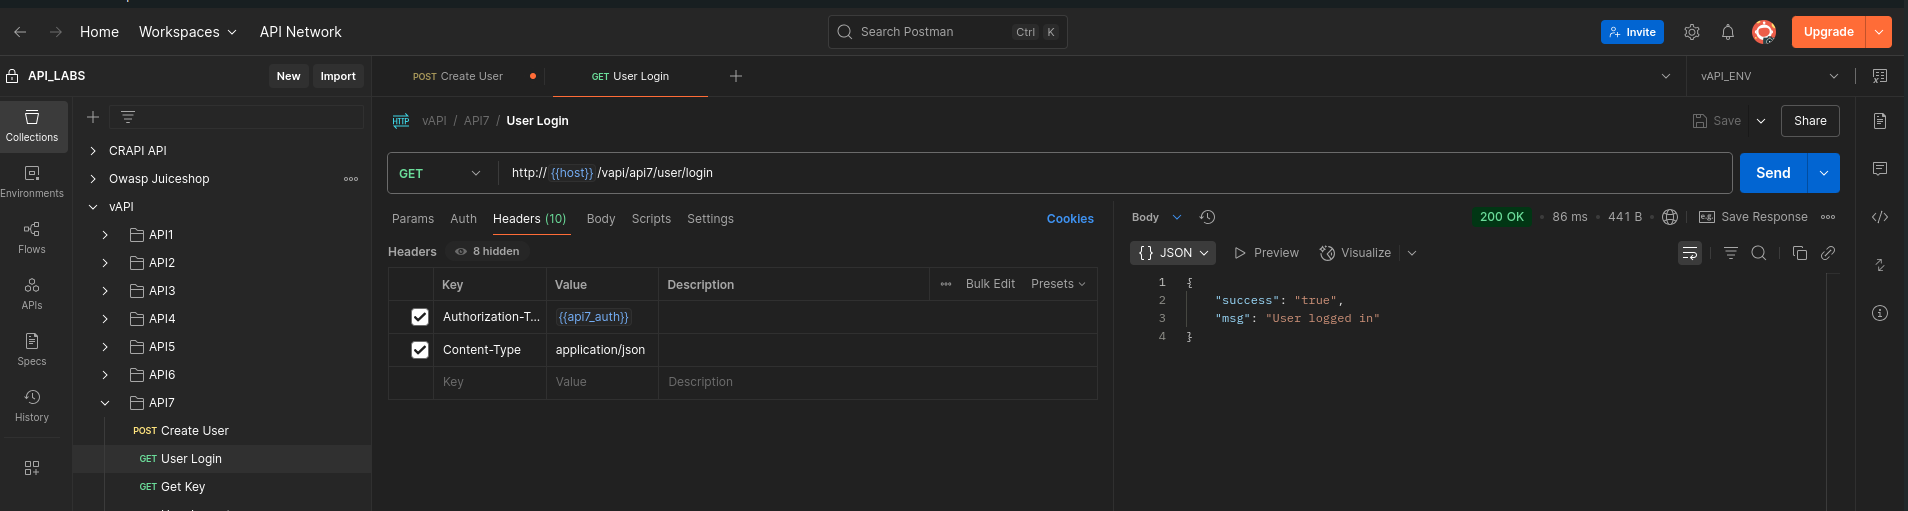 Home Workspaces API Network Search Postman Ctrl K Invite Upgrade
API_LABS New Import POST Create User GET User Login vAPI_ENV
Collections
Environments
Flows
APIs
Specs
History
CRAPI API
Owasp Juiceshop
vAPI
API1
API2
API3
API4
API5
API6
API7
POST Create User
GET User Login
GET Get Key
HTTP vAPI / API7 / User Login Save Share
GET http:// {{host}} /vapi/api7/user/login Send
Params Auth Headers (10) Body Scripts Settings Cookies
Headers 8 hidden
Key Value Description Bulk Edit Presets
Authorization-T... {{api7_auth}}
Content-Type application/json
Key Value Description
Body 200 OK 86 ms 441 B e.g. Save Response
{} JSON Preview Visualize
1 {
2 "success": "true",
3 "msg": "User logged in"
4 }